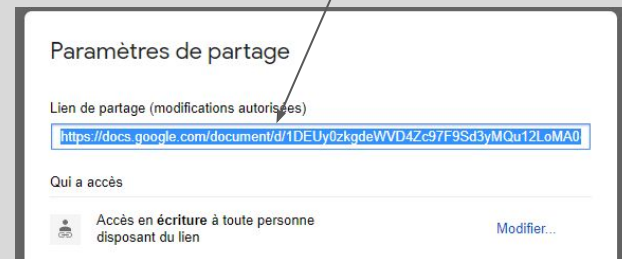 Paramètres de partage
Lien de partage (modifications autorisées)
https://docs.google.com/document/d/1DEUy0zkgdeWVD4Zc97F9Sd3yMQu12LoMA0
Qui a accès
Accès en écriture à toute personne
disposant du lien
Modifier...